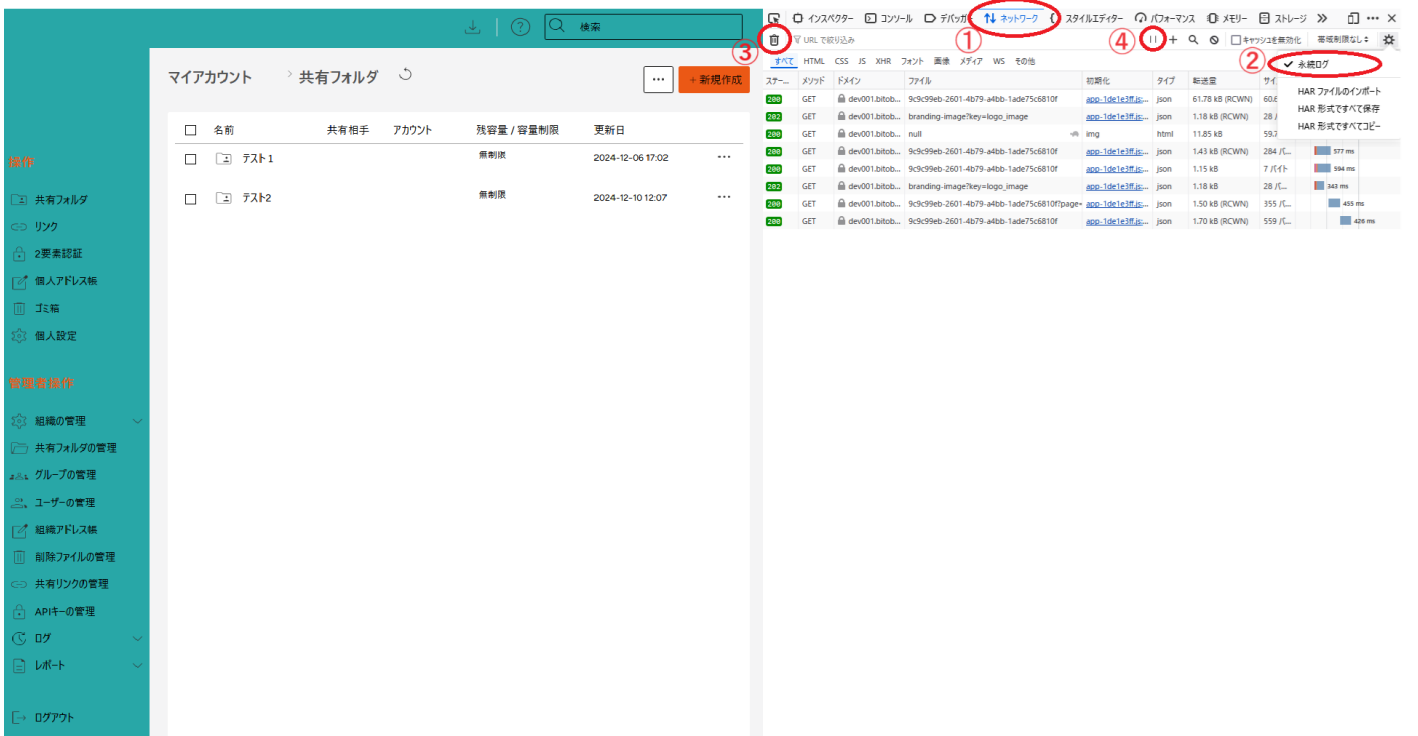 検索
マイアカウント 共有フォルダ
+ 新規作成
名前 共有相手 アカウント 残容量 / 容量制限 更新日
テスト1 無制限 2024-12-06 17:02
テスト2 無制限 2024-12-10 12:07
操作
共有フォルダ
リンク
2要素認証
個人アドレス帳
ゴミ箱
個人設定
管理者操作
組織の管理
共有フォルダの管理
グループの管理
ユーザーの管理
組織アドレス帳
削除ファイルの管理
共有リンクの管理
APIキーの管理
ログ
レポート
ログアウト
インスペクター コンソール デバッガー ネットワーク スタイルエディター パフォーマンス メモリー ストレージ
③ ① ④ ②
URL で絞り込み キャッシュを無効化 帯域制限なし
すべて HTML CSS JS XHR フォント 画像 メディア WS その他
永続ログ
HAR ファイルのインポート
HAR 形式ですべて保存
HAR 形式ですべてコピー
ステー... メソッド ドメイン ファイル 初期化 タイプ 転送量
200 GET dev001.bitob... 9c9c99eb-2601-4b79-a4bb-1ade75c6810f app-1de1e3ff.js:... json 61.78 kB (RCWN)
202 GET dev001.bitob... branding-image?key=logo_image app-1de1e3ff.js:... json 1.18 kB (RCWN)
200 GET dev001.bitob... null img html 11.85 kB
200 GET dev001.bitob... 9c9c99eb-2601-4b79-a4bb-1ade75c6810f app-1de1e3ff.js:... json 1.43 kB (RCWN) 284 バ... 577 ms
200 GET dev001.bitob... 9c9c99eb-2601-4b79-a4bb-1ade75c6810f app-1de1e3ff.js:... json 1.15 kB 7 バイト 594 ms
202 GET dev001.bitob... branding-image?key=logo_image app-1de1e3ff.js:... json 1.18 kB 28 バ... 343 ms
200 GET dev001.bitob... 9c9c99eb-2601-4b79-a4bb-1ade75c6810f?page= app-1de1e3ff.js:... json 1.50 kB (RCWN) 355 バ... 455 ms
200 GET dev001.bitob... 9c9c99eb-2601-4b79-a4bb-1ade75c6810f app-1de1e3ff.js:... json 1.70 kB (RCWN) 559 バ... 426 ms